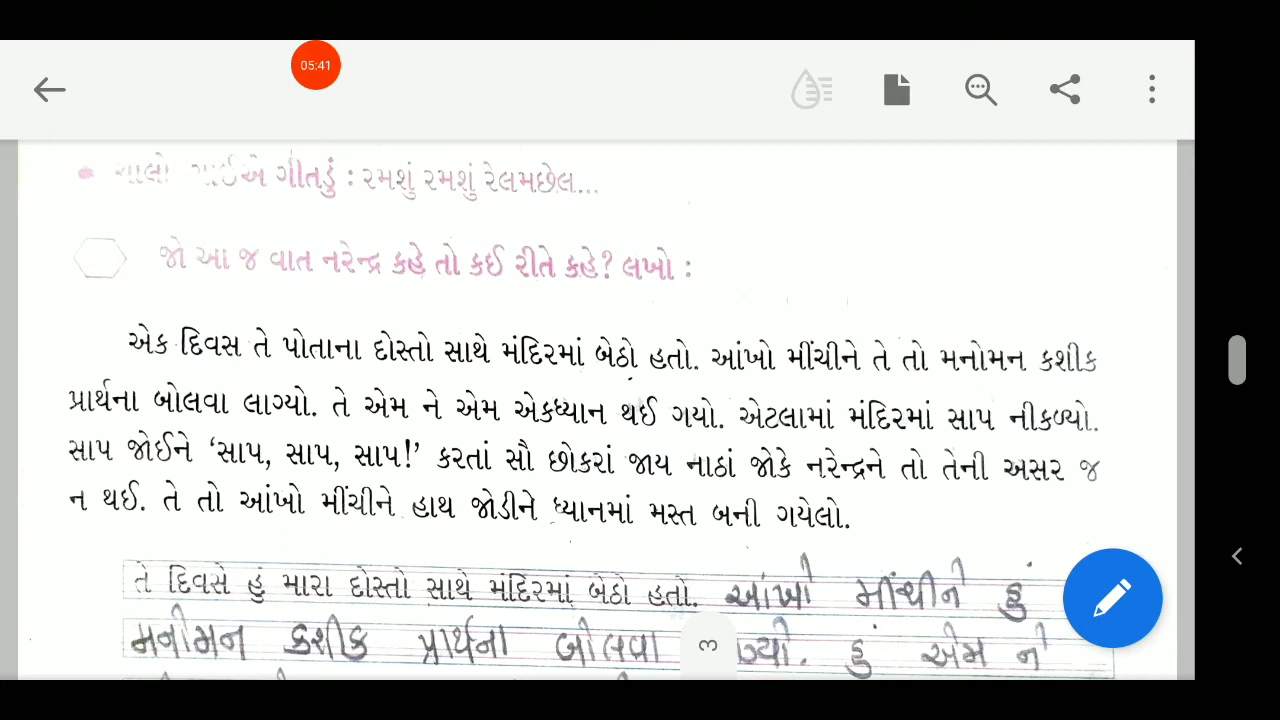 05:41
ગીતડું : રમશું રમશું રેલમછેલ...
જો આ જ વાત નરેન્દ્ર કહે તો કઈ રીતે કહે? લખો :
એક દિવસ તે પોતાના દોસ્તો સાથે મંદિરમાં બેઠો હતો. આંખો મીંચીને તે તો મનોમન કશીક
પ્રાર્થના બોલવા લાગ્યો. તે એમ ને એમ એકધ્યાન થઈ ગયો. એટલામાં મંદિરમાં સાપ નીકળ્યો.
સાપ જોઈને ‘સાપ, સાપ, સાપ!’ કરતાં સૌ છોકરાં જાય નાઠાં જોકે નરેન્દ્રને તો તેની અસર જ
ન થઈ. તે તો આંખો મીંચીને હાથ જોડીને ધ્યાનમાં મસ્ત બની ગયેલો.
તે દિવસે હું મારા દોસ્તો સાથે મંદિરમાં બેઠો હતો. આંખો મીંચીને હું
મનોમન કશીક પ્રાર્થના બોલવા હું એમ ને
3